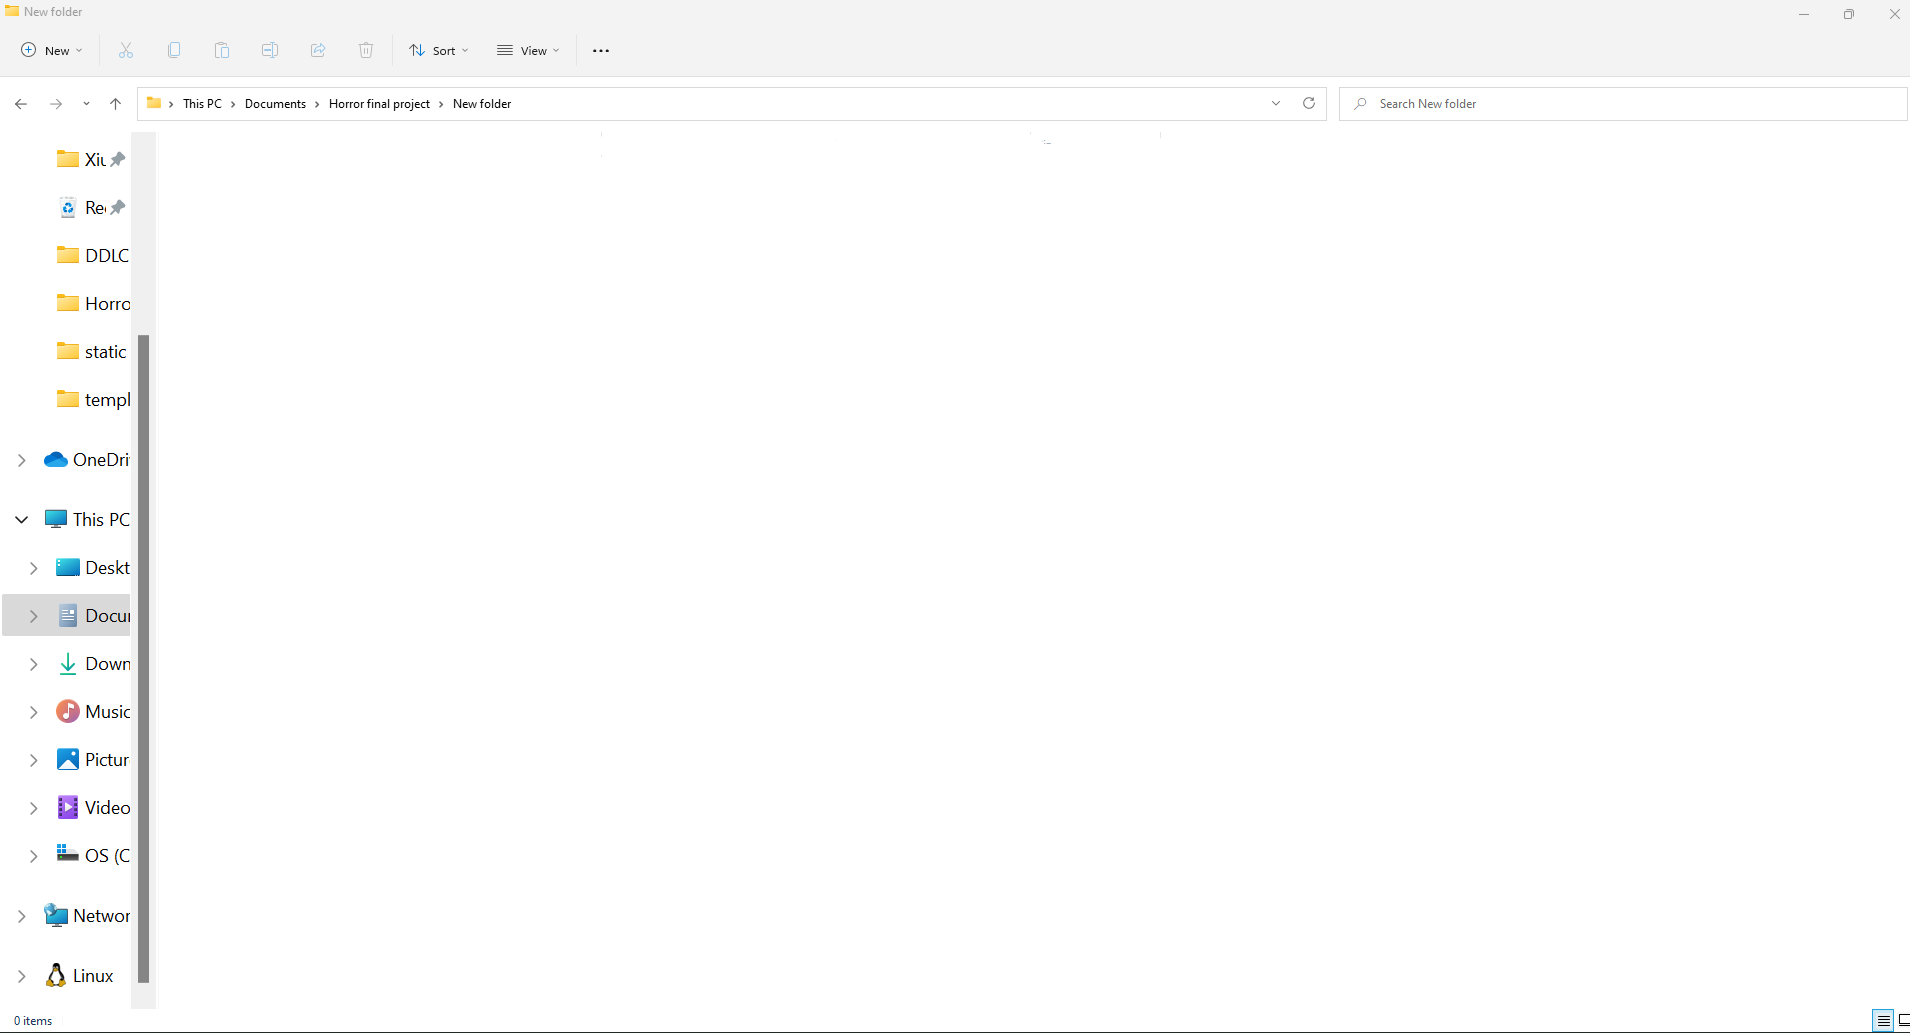 New folder
New
Sort
View
This PC > Documents > Horror final project > New folder
Search New folder
Xiu
Rec
DDLC
Horro
static
templ
OneDri
This PC
Deskt
Docu
Down
Music
Pictur
Video
OS (C
Networ
Linux
0 items